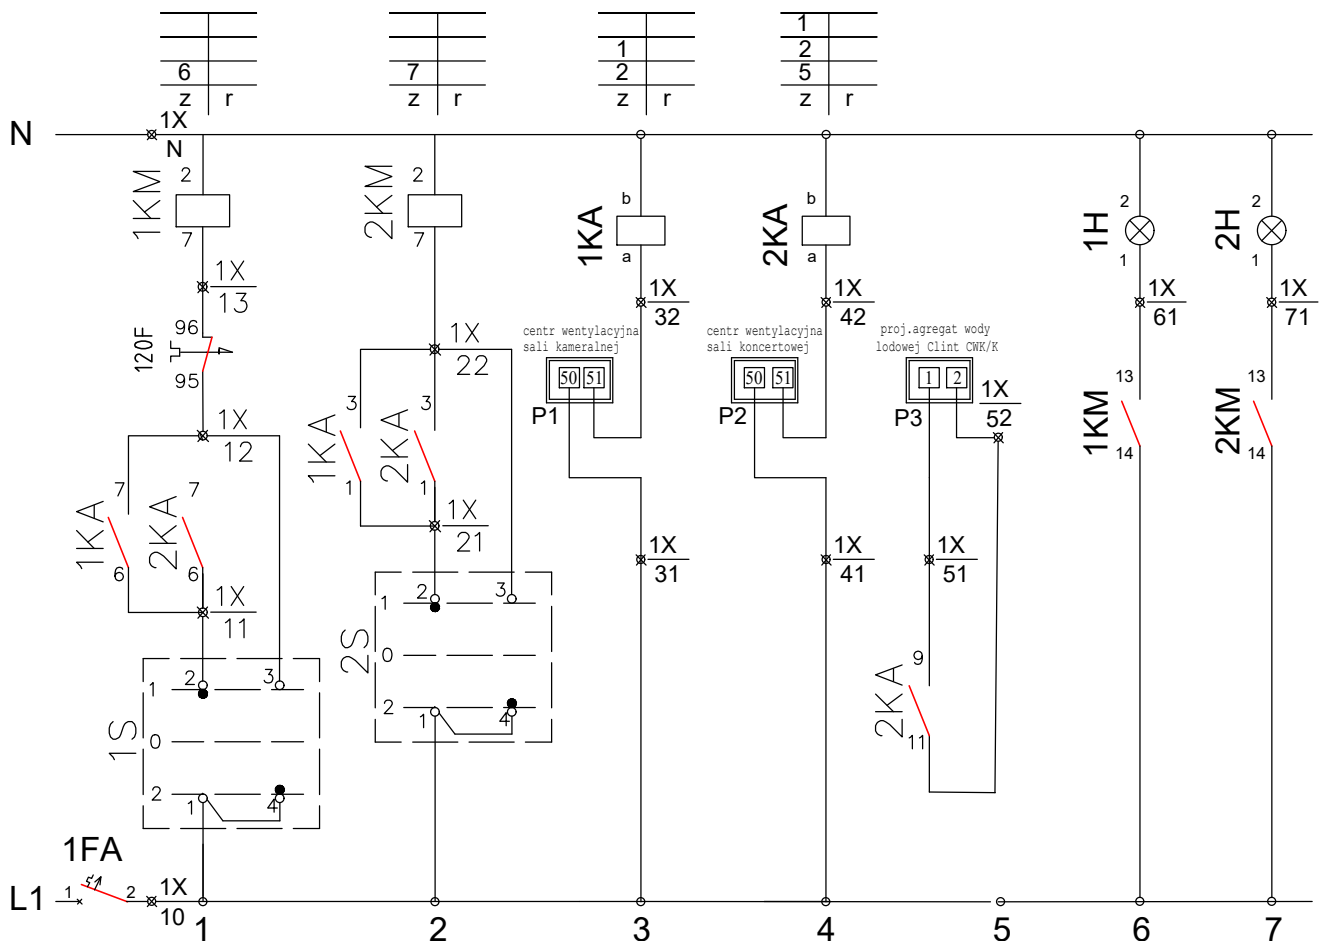 1
1 2
6 7 2 5
z r z r z r z r
N 1X
N
1KM 2
7
2KM 2
7
1KA b
a
2KA b
a
1H 2
1
2H 2
1
1X
13
1X
32
1X
42
1X
61
1X
71
120F 96
95
1X
22
centr wentylacyjna
sali kameralnej
50 51
P1
centr wentylacyjna
sali koncertowej
50 51
P2
proj.agregat wody
lodowej Clint CWK/K
1 2
P3
1X
52
1X
12
1KA 3
1
2KA 3
1
1KM 13
14
2KM 13
14
1KA 7
6
2KA 7
6
1X
21
1X
31
1X
41
1X
51
1X
11
2S
1 2 3
0
2 1 4
1S
1 2 3
0
2 1 4
2KA 9
11
1FA
L1 1 2 1X
10
1 2 3 4 5 6 7